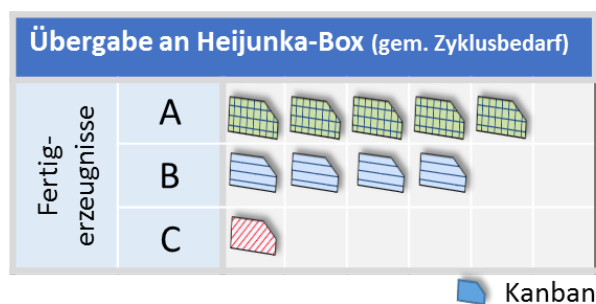 Übergabe an Heijunka-Box (gem. Zyklusbedarf)
Fertig-
erzeugnisse
A
B
C
Kanban